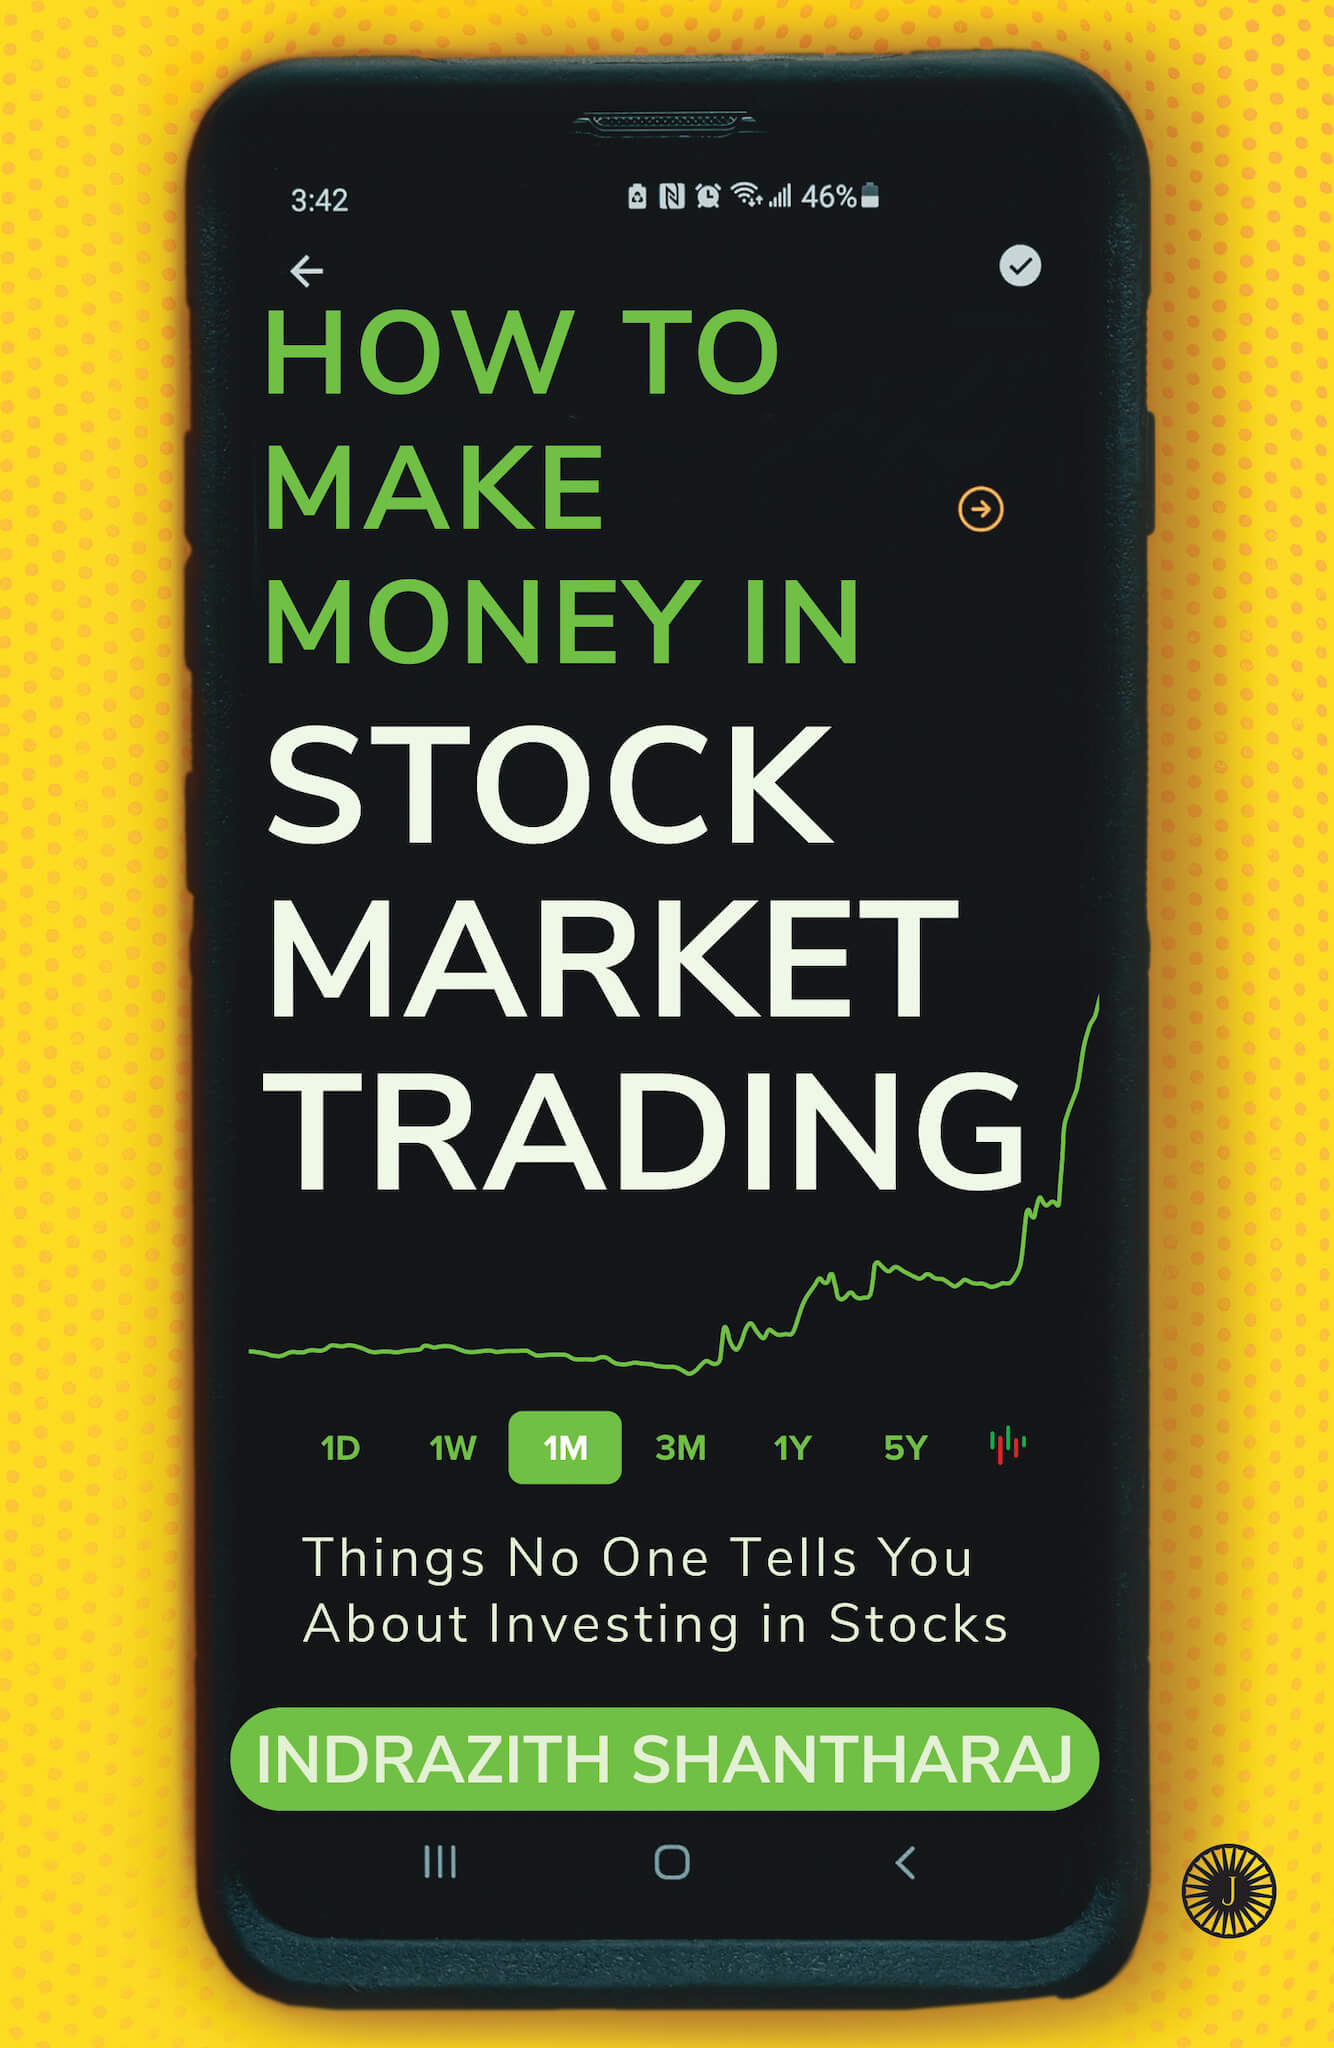 3:42 46%
HOW TO
MAKE
MONEY IN
STOCK
MARKET
TRADING
1D 1W 1M 3M 1Y 5Y
Things No One Tells You
About Investing in Stocks
INDRAZITH SHANTHARAJ
J